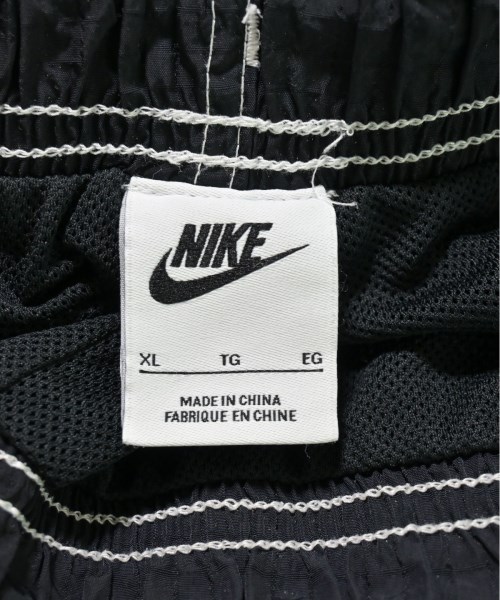 NIKE
XL TG EG
MADE IN CHINA
FABRIQUE EN CHINE